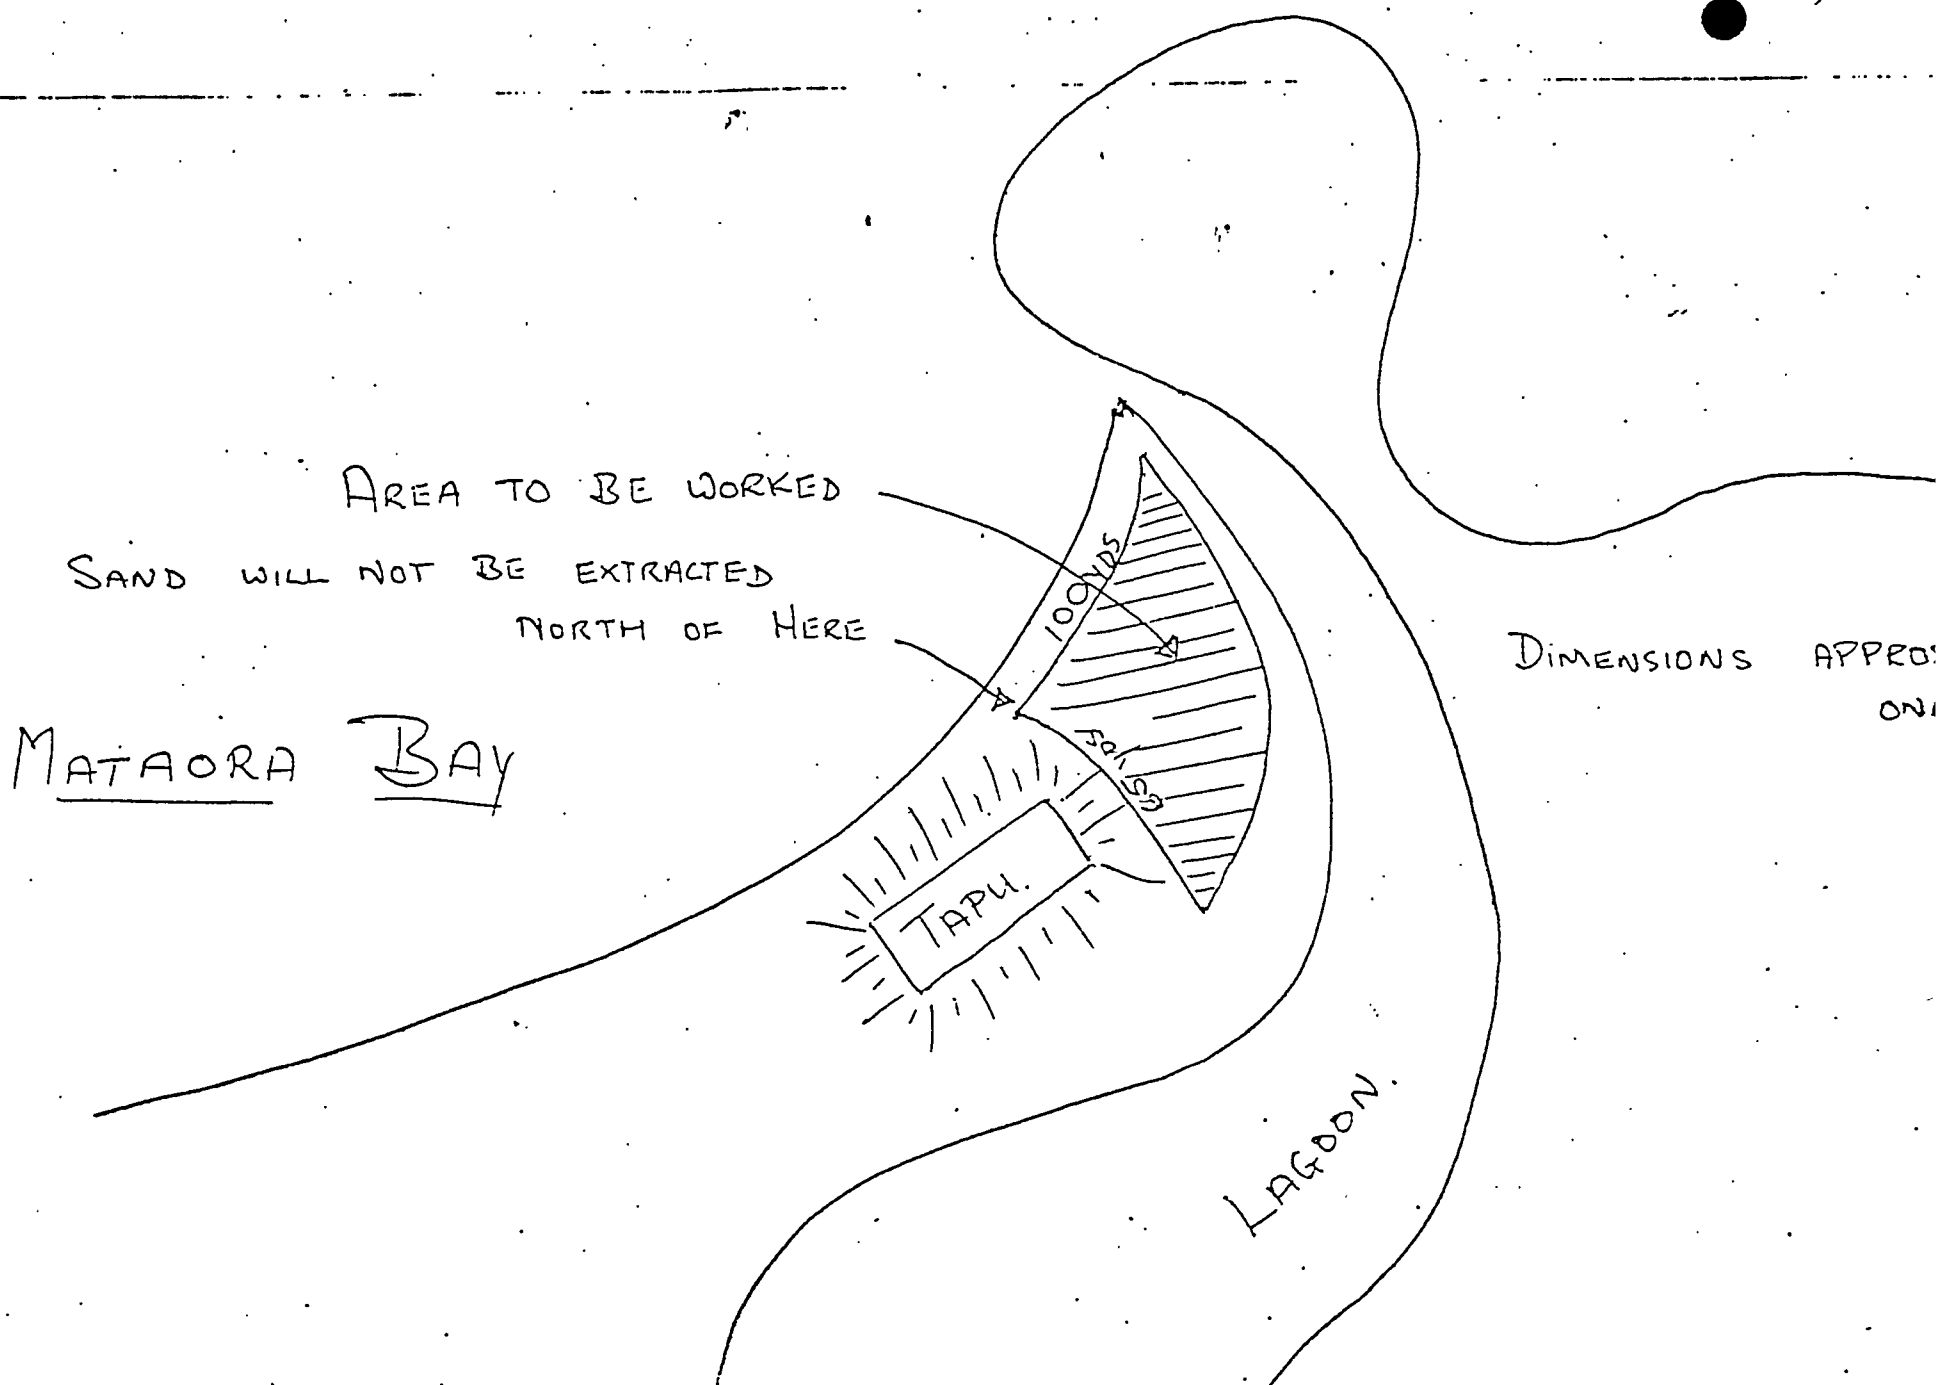 AREA TO BE WORKED
SAND WILL NOT BE EXTRACTED
NORTH OF HERE
MATAORA BAY
100YDS
TAPU.
LAGOON.
DIMENSIONS